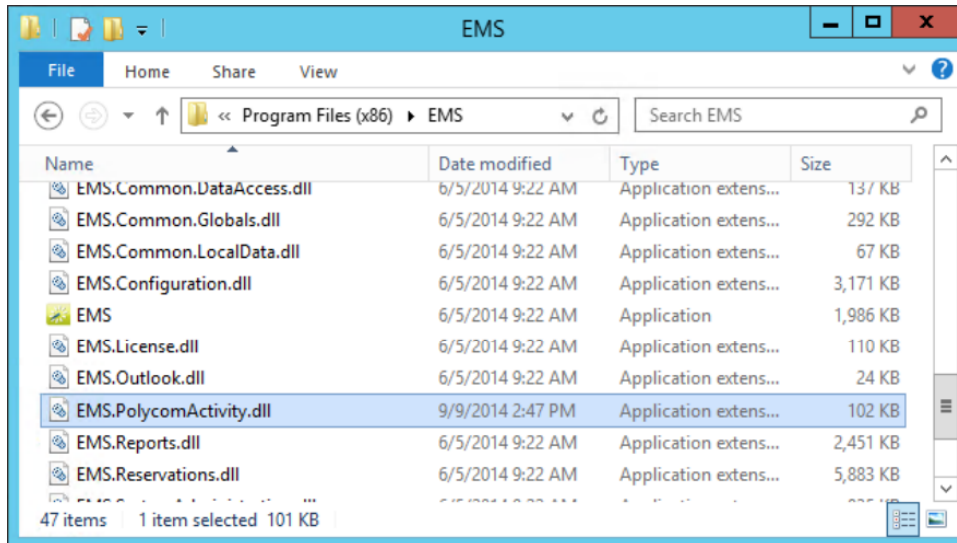 EMS
File Home Share View
« Program Files (x86) EMS Search EMS
Name Date modified Type Size
EMS.Common.DataAccess.dll 6/5/2014 9:22 AM Application extens... 137 KB
EMS.Common.Globals.dll 6/5/2014 9:22 AM Application extens... 292 KB
EMS.Common.LocalData.dll 6/5/2014 9:22 AM Application extens... 67 KB
EMS.Configuration.dll 6/5/2014 9:22 AM Application extens... 3,171 KB
EMS 6/5/2014 9:22 AM Application 1,986 KB
EMS.License.dll 6/5/2014 9:22 AM Application extens... 110 KB
EMS.Outlook.dll 6/5/2014 9:22 AM Application extens... 24 KB
EMS.PolycomActivity.dll 9/9/2014 2:47 PM Application extens... 102 KB
EMS.Reports.dll 6/5/2014 9:22 AM Application extens... 2,451 KB
EMS.Reservations.dll 6/5/2014 9:22 AM Application extens... 5,883 KB
47 items 1 item selected 101 KB